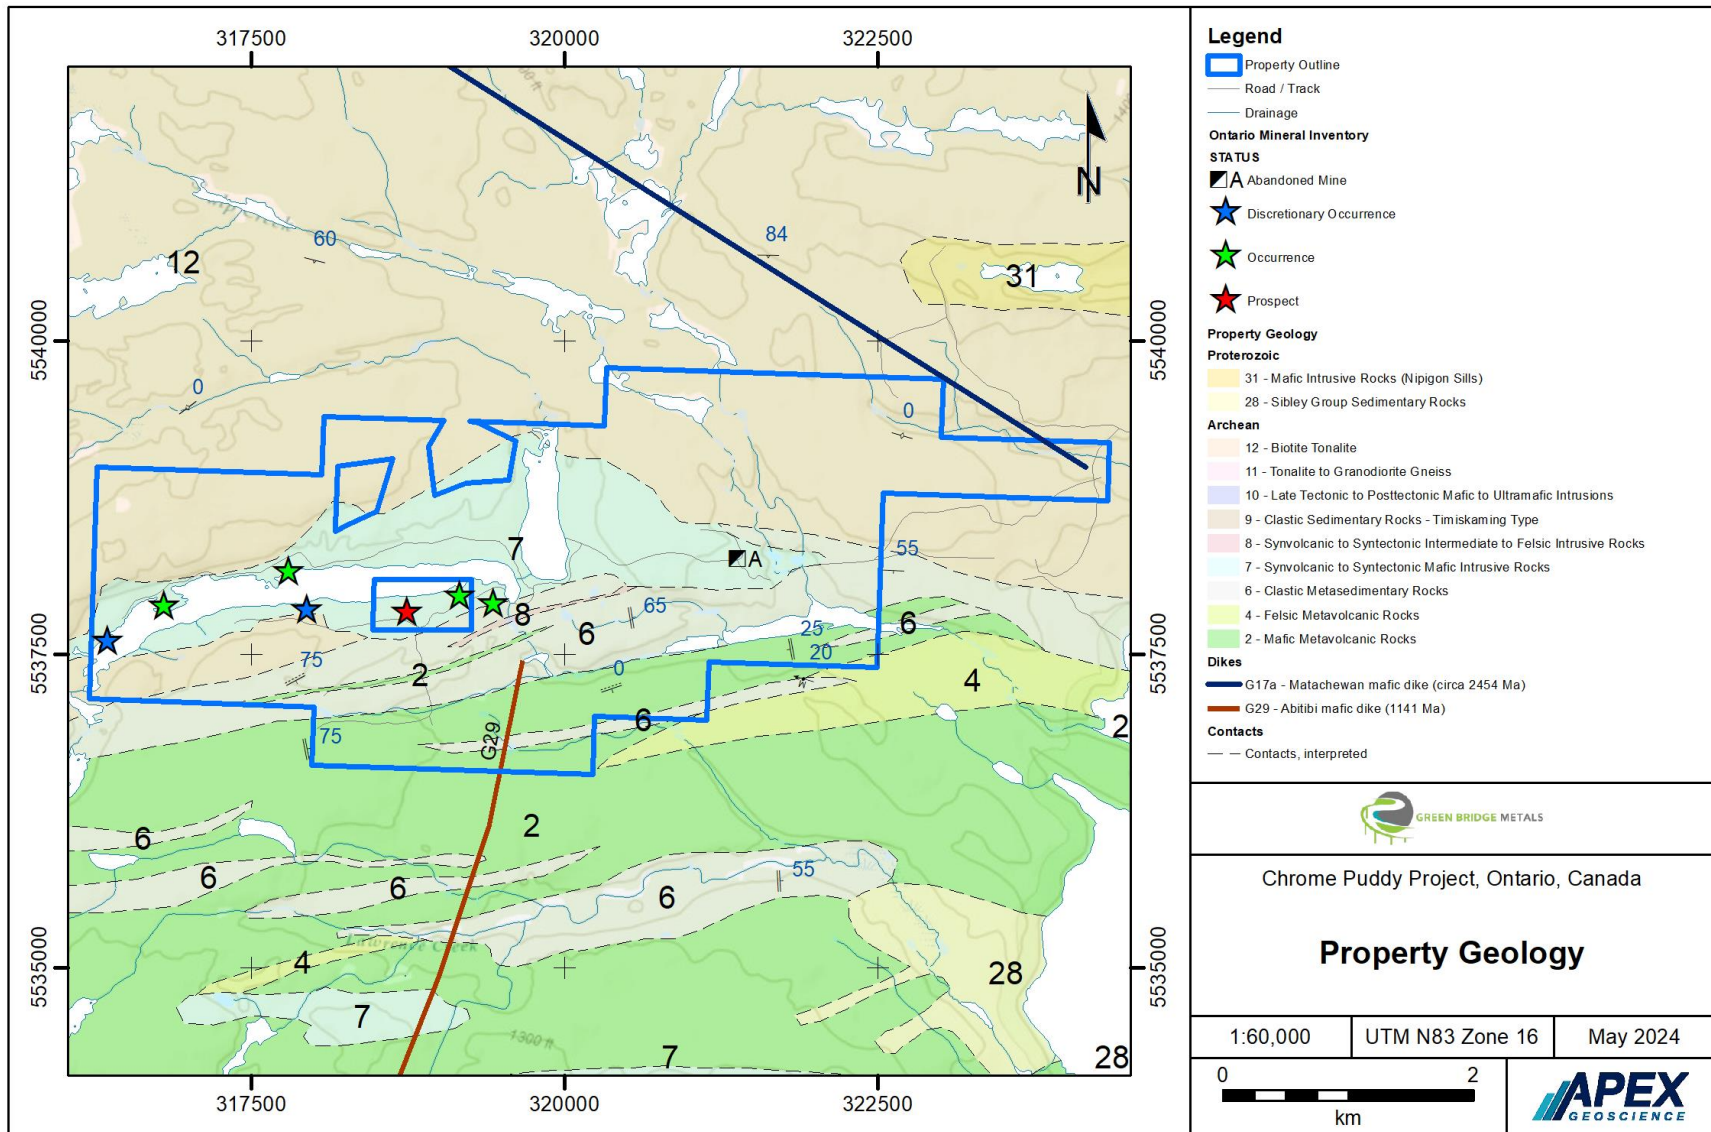 317500
320000
322500
5540000
5537500
5535000
5540000
5537500
5535000
317500
320000
322500
N
60
84
12
31
0
0
7
A
55
8
65
6
25
20
6
75
2
0
4
6
2
75
G29
6
2
6
6
6
55
Lawrence Creek
4
28
7
1300 ft
7
28
Legend
Property Outline
Road / Track
Drainage
Ontario Mineral Inventory
STATUS
A Abandoned Mine
Discretionary Occurrence
Occurrence
Prospect
Property Geology
Proterozoic
31 - Mafic Intrusive Rocks (Nipigon Sills)
28 - Sibley Group Sedimentary Rocks
Archean
12 - Biotite Tonalite
11 - Tonalite to Granodiorite Gneiss
10 - Late Tectonic to Posttectonic Mafic to Ultramafic Intrusions
9 - Clastic Sedimentary Rocks - Timiskaming Type
8 - Synvolcanic to Syntectonic Intermediate to Felsic Intrusive Rocks
7 - Synvolcanic to Syntectonic Mafic Intrusive Rocks
6 - Clastic Metasedimentary Rocks
4 - Felsic Metavolcanic Rocks
2 - Mafic Metavolcanic Rocks
Dikes
G17a - Matachewan mafic dike (circa 2454 Ma)
G29 - Abitibi mafic dike (1141 Ma)
Contacts
Contacts, interpreted
GREEN BRIDGE METALS
Chrome Puddy Project, Ontario, Canada
Property Geology
1:60,000
UTM N83 Zone 16
May 2024
0 2
km
APEX
GEOSCIENCE